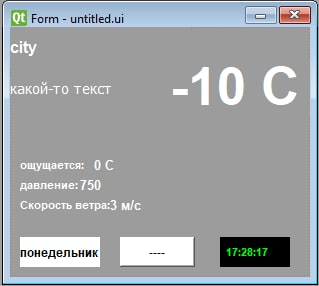 Qt Form - untitled.ui
city
какой-то текст -10 C
ощущается: 0 C
давление: 750
Скорость ветра:3 м/с
понедельник ---- 17:28:17